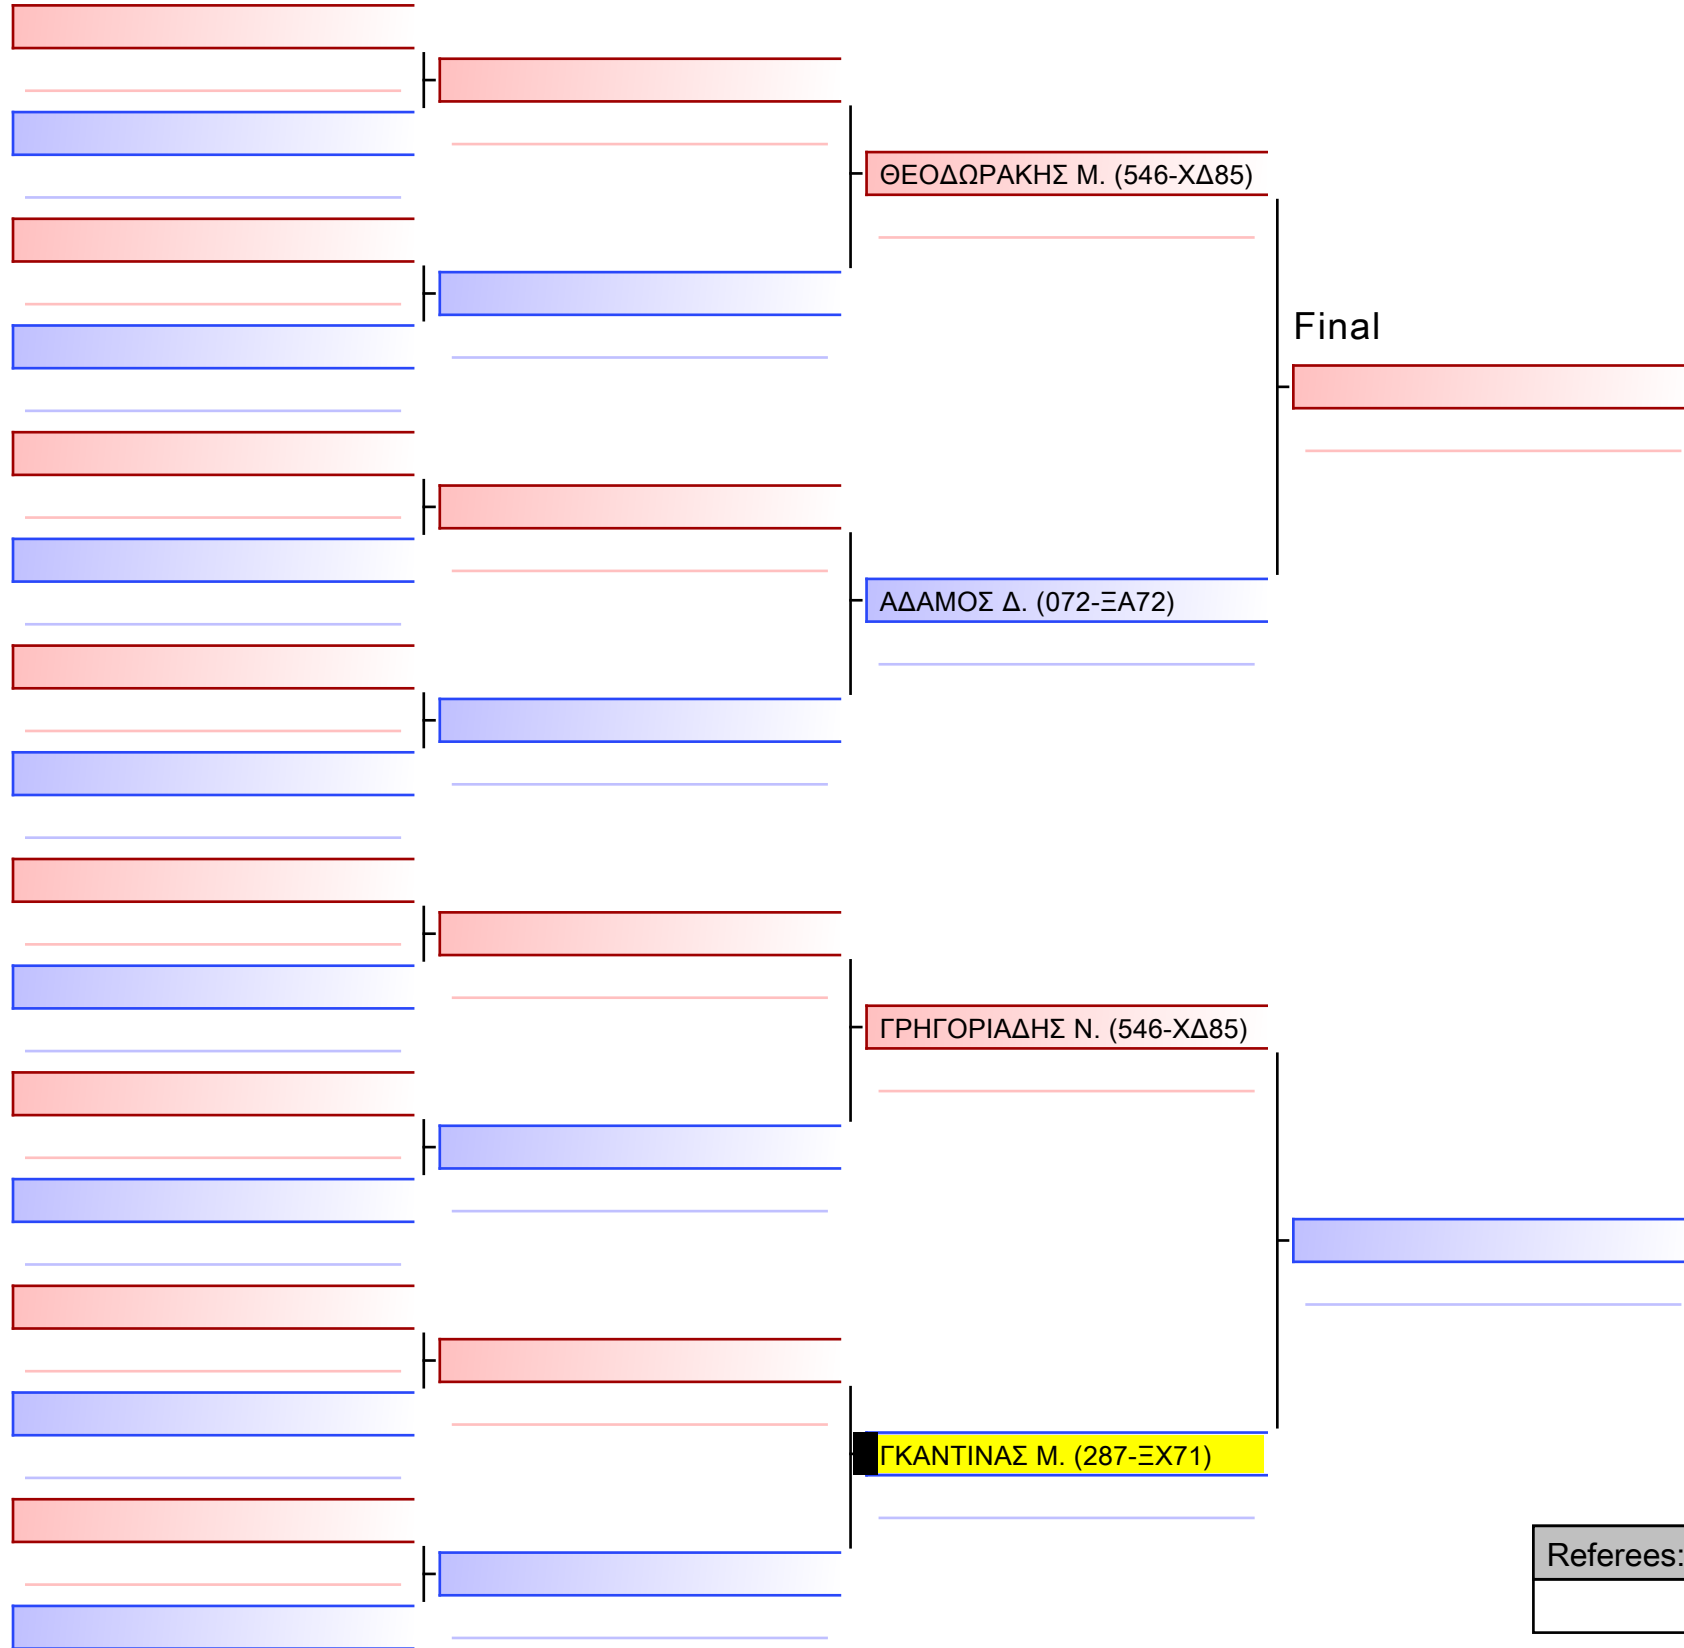 ΘΕΟΔΩΡΑΚΗΣ Μ. (546-ΧΔ85)
Final
ΑΔΑΜΟΣ Δ. (072-ΞΑ72)
ΓΡΗΓΟΡΙΑΔΗΣ Ν. (546-ΧΔ85)
ΓΚΑΝΤΙΝΑΣ Μ. (287-ΞΧ71)
Referees: